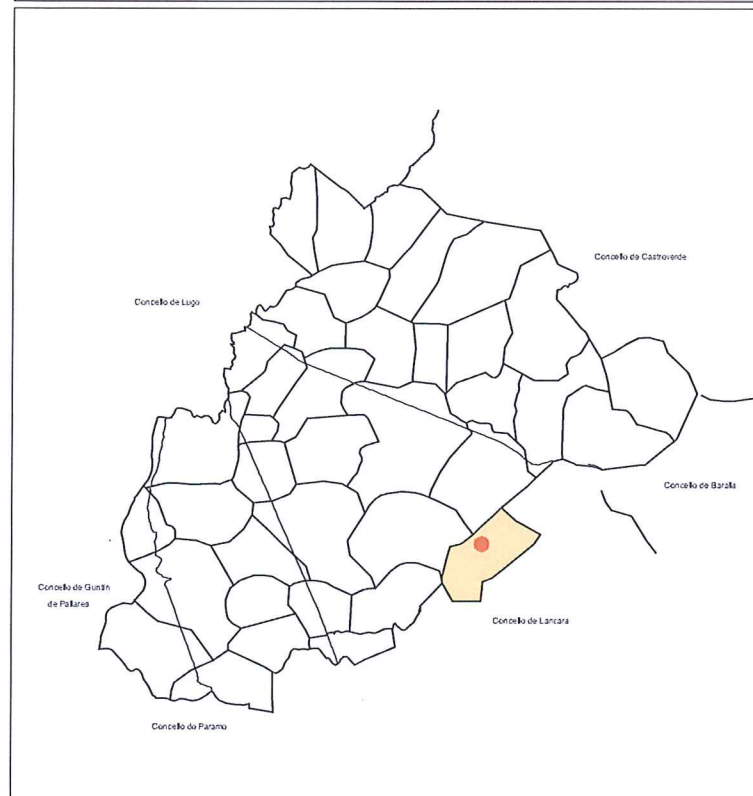 Concello de Castroverde
Concello de Lugo
Concello de Baralla
Concello de Guntín
de Pallares
Concello de Lancara
Concello do Paramo